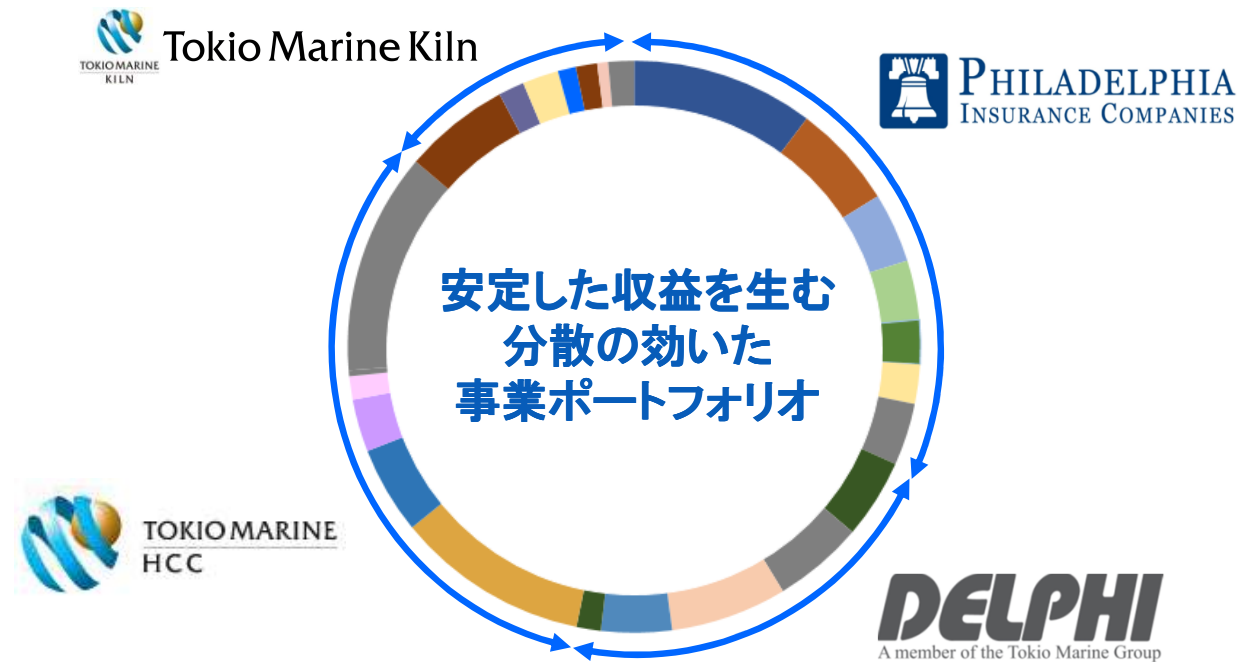 TOKIO MARINE
KILN
Tokio Marine Kiln
PHILADELPHIA
INSURANCE COMPANIES
安定した収益を生む
分散の効いた
事業ポートフォリオ
TOKIO MARINE
HCC
DELPHI
A member of the Tokio Marine Group